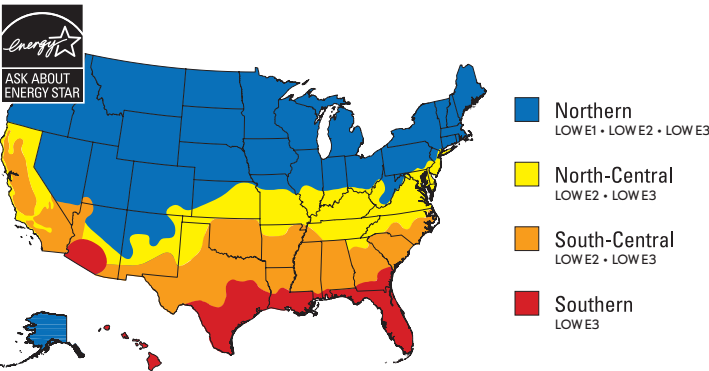 energy
ASK ABOUT
ENERGY STAR
Northern
LOW E1 • LOW E2 • LOW E3
North-Central
LOW E2 • LOW E3
South-Central
LOW E2 • LOW E3
Southern
LOW E3